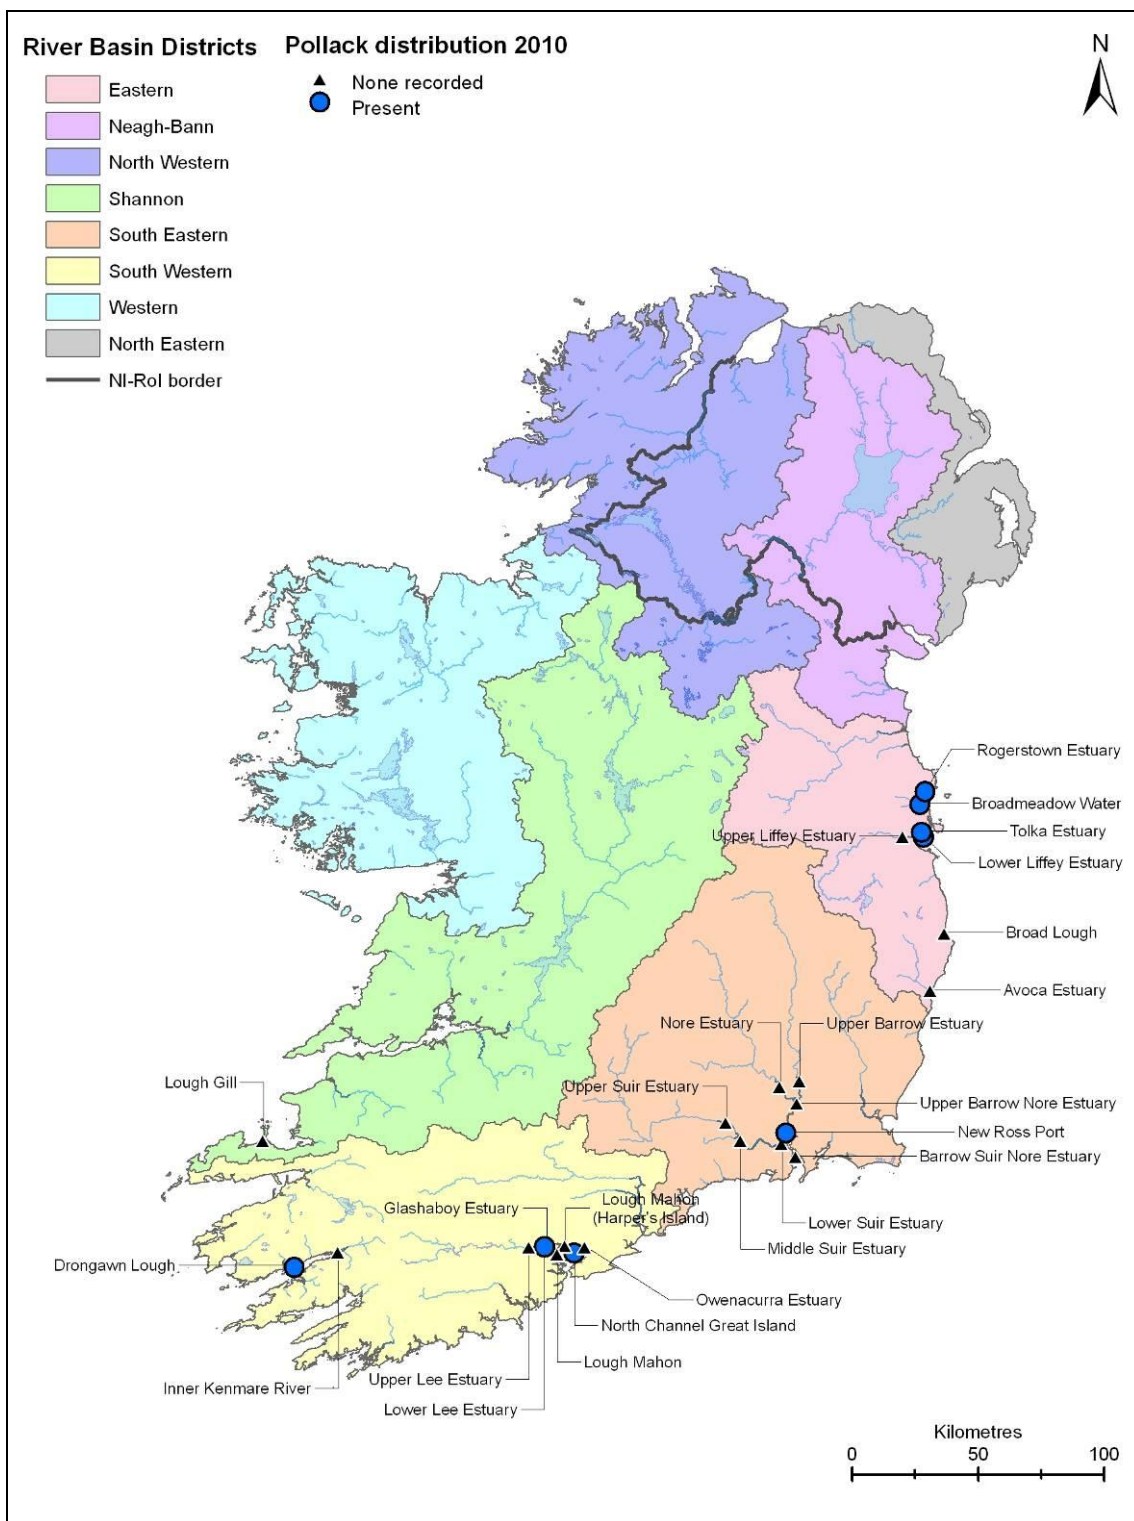 River Basin Districts
Eastern
Neagh-Bann
North Western
Shannon
South Eastern
South Western
Western
North Eastern
NI-RoI border
Pollack distribution 2010
None recorded
Present
N
Rogerstown Estuary
Broadmeadow Water
Tolka Estuary
Upper Liffey Estuary
Lower Liffey Estuary
Broad Lough
Avoca Estuary
Nore Estuary
Upper Barrow Estuary
Lough Gill
Upper Suir Estuary
Upper Barrow Nore Estuary
New Ross Port
Barrow Suir Nore Estuary
Lough Mahon
(Harper's Island)
Glashaboy Estuary
Lower Suir Estuary
Middle Suir Estuary
Drongawn Lough
Owenacurra Estuary
North Channel Great Island
Lough Mahon
Upper Lee Estuary
Inner Kenmare River
Lower Lee Estuary
Kilometres
0 50 100